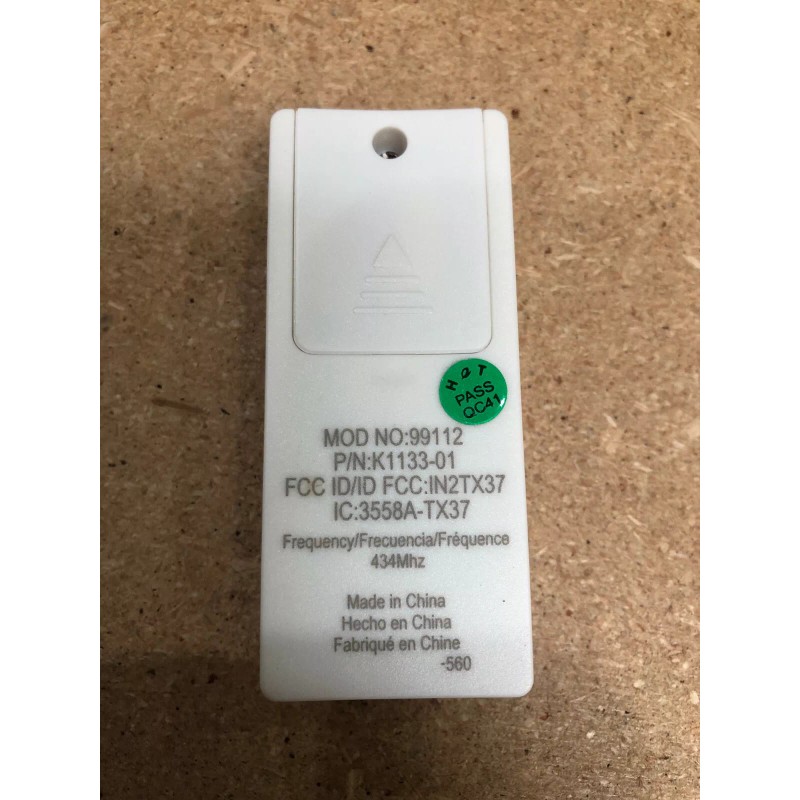 HQT
PASS
QC41
MOD NO:99112
P/N:K1133-01
FCC ID/ID FCC:IN2TX37
IC:3558A-TX37
Frequency/Frecuencia/Fréquence
434Mhz
Made in China
Hecho en China
Fabriqué en Chine
-560